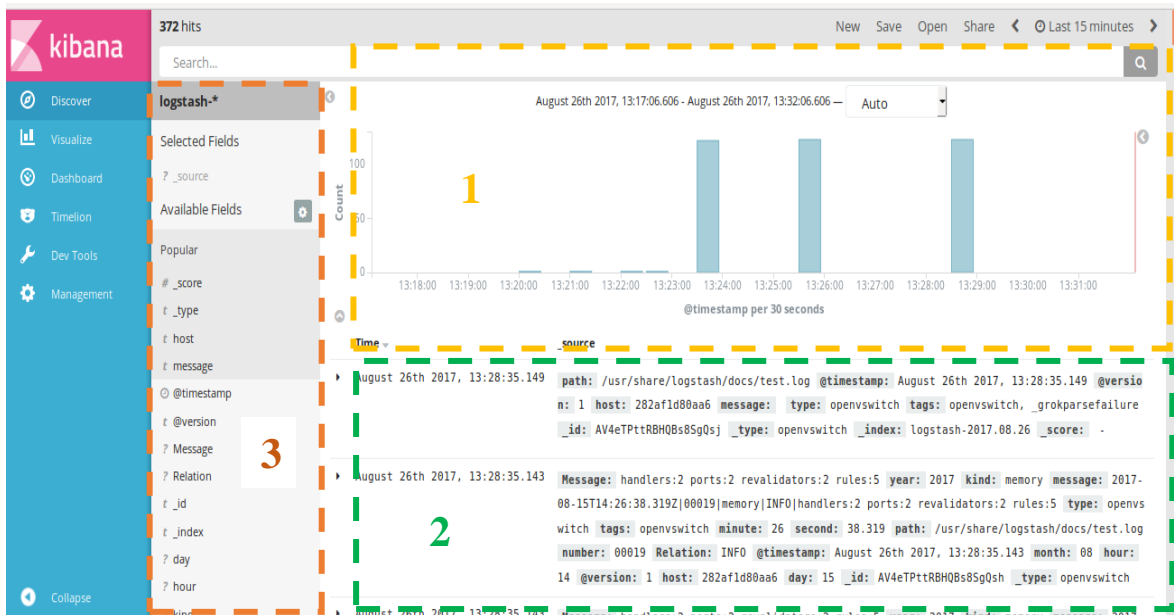 kibana
Discover
Visualize
Dashboard
Timelion
Dev Tools
Management
Collapse
372 hits
New Save Open Share Last 15 minutes
Search...
logstash-*
Selected Fields
? _source
Available Fields
Popular
# _score
t _type
t host
t message
@timestamp
t @version
? Message
? Relation
t _id
t _index
? day
? hour
3
August 26th 2017, 13:17:06.606 - August 26th 2017, 13:32:06.606 — Auto
1
Count
100
50
0
13:18:00 13:19:00 13:20:00 13:21:00 13:22:00 13:23:00 13:24:00 13:25:00 13:26:00 13:27:00 13:28:00 13:29:00 13:30:00 13:31:00
@timestamp per 30 seconds
Time _source
August 26th 2017, 13:28:35.149
path: /usr/share/logstash/docs/test.log @timestamp: August 26th 2017, 13:28:35.149 @versio
n: 1 host: 282af1d80aa6 message: type: openvswitch tags: openvswitch, _grokparsefailure
_id: AV4eTPttRBHQBs8SgQsj _type: openvswitch _index: logstash-2017.08.26 _score: -
August 26th 2017, 13:28:35.143
Message: handlers:2 ports:2 revalidators:2 rules:5 year: 2017 kind: memory message: 2017-
08-15T14:26:38.319Z|00019|memory|INFO|handlers:2 ports:2 revalidators:2 rules:5 type: openvs
witch tags: openvswitch minute: 26 second: 38.319 path: /usr/share/logstash/docs/test.log
number: 00019 Relation: INFO @timestamp: August 26th 2017, 13:28:35.143 month: 08 hour:
14 @version: 1 host: 282af1d80aa6 day: 15 _id: AV4eTPttRBHQBs8SgQsh _type: openvswitch
2